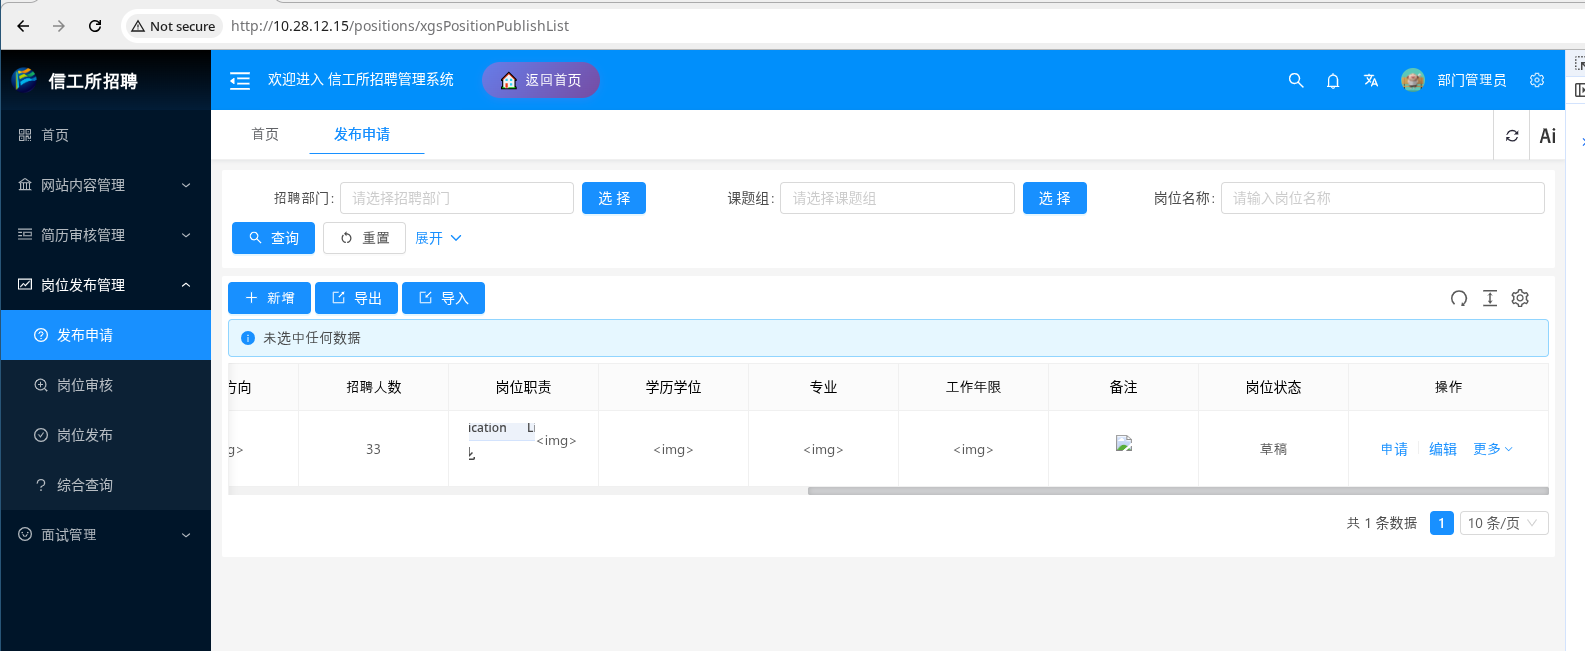 Not secure http://10.28.12.15/positions/xgsPositionPublishList
信工所招聘
欢迎进入 信工所招聘管理系统
返回首页
部门管理员
首页
网站内容管理
简历审核管理
岗位发布管理
发布申请
岗位审核
岗位发布
综合查询
面试管理
首页 发布申请
Ai
招聘部门: 请选择招聘部门 选 择 课题组: 请选择课题组 选 择 岗位名称: 请输入岗位名称
查询 重置 展开
新增 导出 导入
未选中任何数据
方向 招聘人数 岗位职责 学历学位 专业 工作年限 备注 岗位状态 操作
g> 33 ication Li <img> <img> <img> <img> 草稿 申请 编辑 更多
共 1 条数据 1 10 条/页